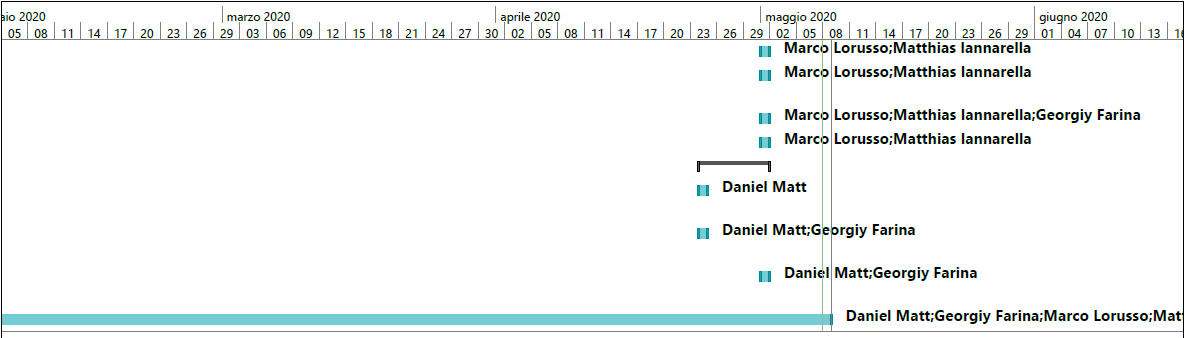 aio 2020 marzo 2020 aprile 2020 maggio 2020 giugno 2020
05 08 11 14 17 20 23 26 29 03 06 09 12 15 18 21 24 27 30 02 05 08 11 14 17 20 23 26 29 02 05 08 11 14 17 20 23 26 29 01 04 07 10 13 16
Marco Lorusso;Matthias Iannarella
Marco Lorusso;Matthias Iannarella
Marco Lorusso;Matthias Iannarella;Georgiy Farina
Marco Lorusso;Matthias Iannarella
Daniel Matt
Daniel Matt;Georgiy Farina
Daniel Matt;Georgiy Farina
Daniel Matt;Georgiy Farina;Marco Lorusso;Mat